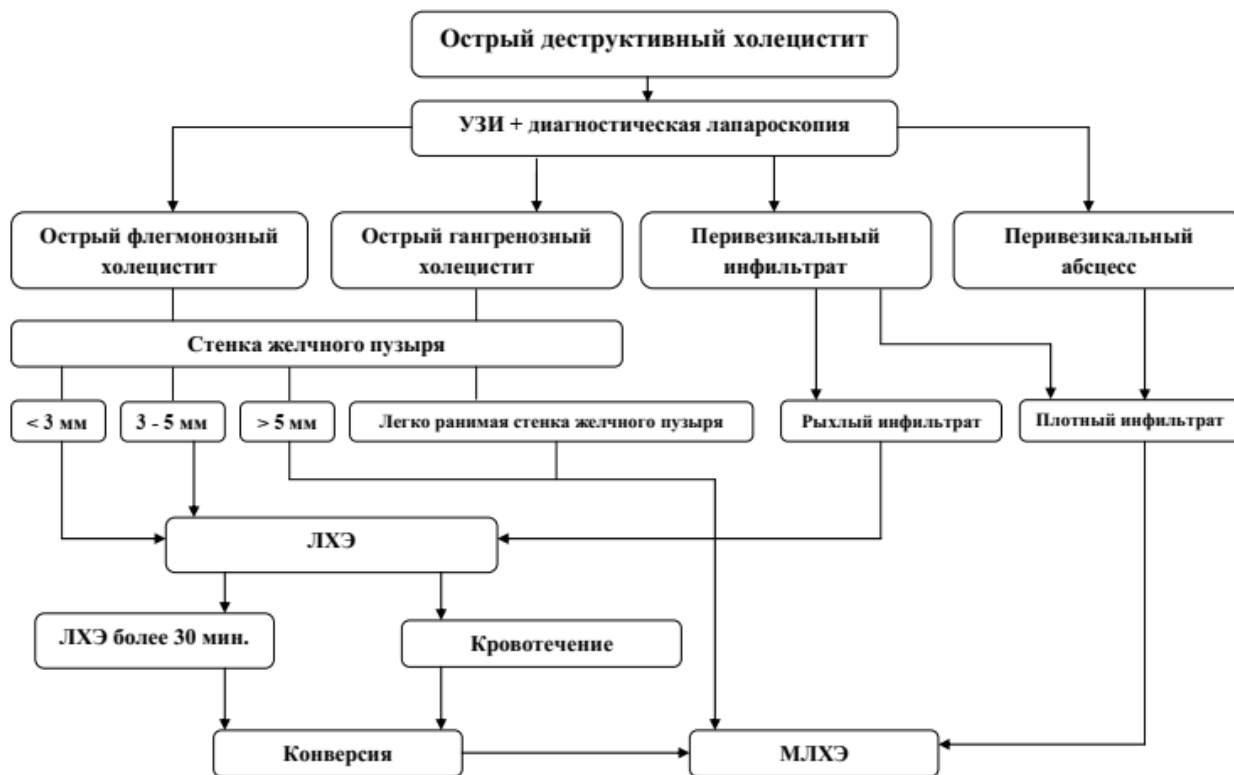 Острый деструктивный холецистит
УЗИ + диагностическая лапароскопия
Острый флегмонозный
холецистит
Острый гангренозный
холецистит
Перивезикальный
инфильтрат
Перивезикальный
абсцесс
Стенка желчного пузыря
< 3 мм
3 - 5 мм
> 5 мм
Легко ранимая стенка желчного пузыря
Рыхлый инфильтрат
Плотный инфильтрат
ЛХЭ
ЛХЭ более 30 мин.
Кровотечение
Конверсия
МЛХЭ